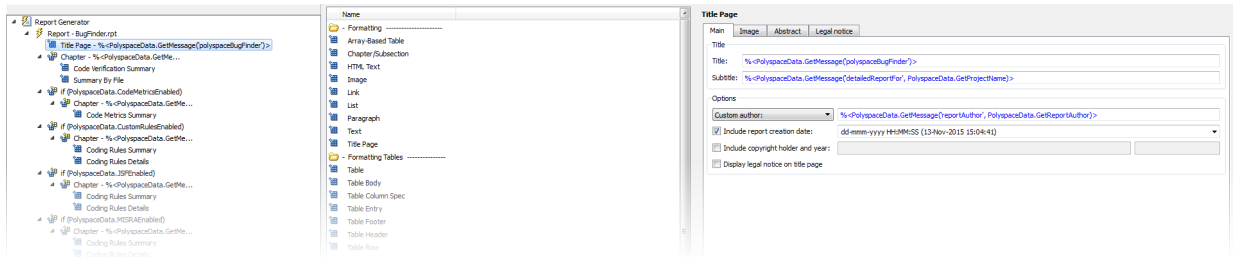 Report Generator
Report - BugFinder.rpt
Title Page - %<PolyspaceData.GetMessage('polyspaceBugFinder')>
Chapter - %<PolyspaceData.GetMe...
Code Verification Summary
Summary By File
if (PolyspaceData.CodeMetricsEnabled)
Chapter - %<PolyspaceData.GetMe...
Code Metrics Summary
if (PolyspaceData.CustomRulesEnabled)
Chapter - %<PolyspaceData.GetMe...
Coding Rules Summary
Coding Rules Details
if (PolyspaceData.JSFEnabled)
Chapter - %<PolyspaceData.GetMe...
Coding Rules Summary
Coding Rules Details
if (PolyspaceData.MISRAEnabled)
Chapter - %<PolyspaceData.GetMe...
Coding Rules Summary
Coding Rules Details
Name
- Formatting ----------------------
Array-Based Table
Chapter/Subsection
HTML Text
Image
Link
List
Paragraph
Text
Title Page
- Formatting Tables ---------------
Table
Table Body
Table Column Spec
Table Entry
Table Footer
Table Header
Table Row
Title Page
Main Image Abstract Legal notice
Title
Title: %<PolyspaceData.GetMessage('polyspaceBugFinder')>
Subtitle: %<PolyspaceData.GetMessage('detailedReportFor', PolyspaceData.GetProjectName)>
Options
Custom author: %<PolyspaceData.GetMessage('reportAuthor', PolyspaceData.GetReportAuthor)>
Include report creation date: dd-mmm-yyyy HH:MM:SS (13-Nov-2015 15:04:41)
Include copyright holder and year:
Display legal notice on title page